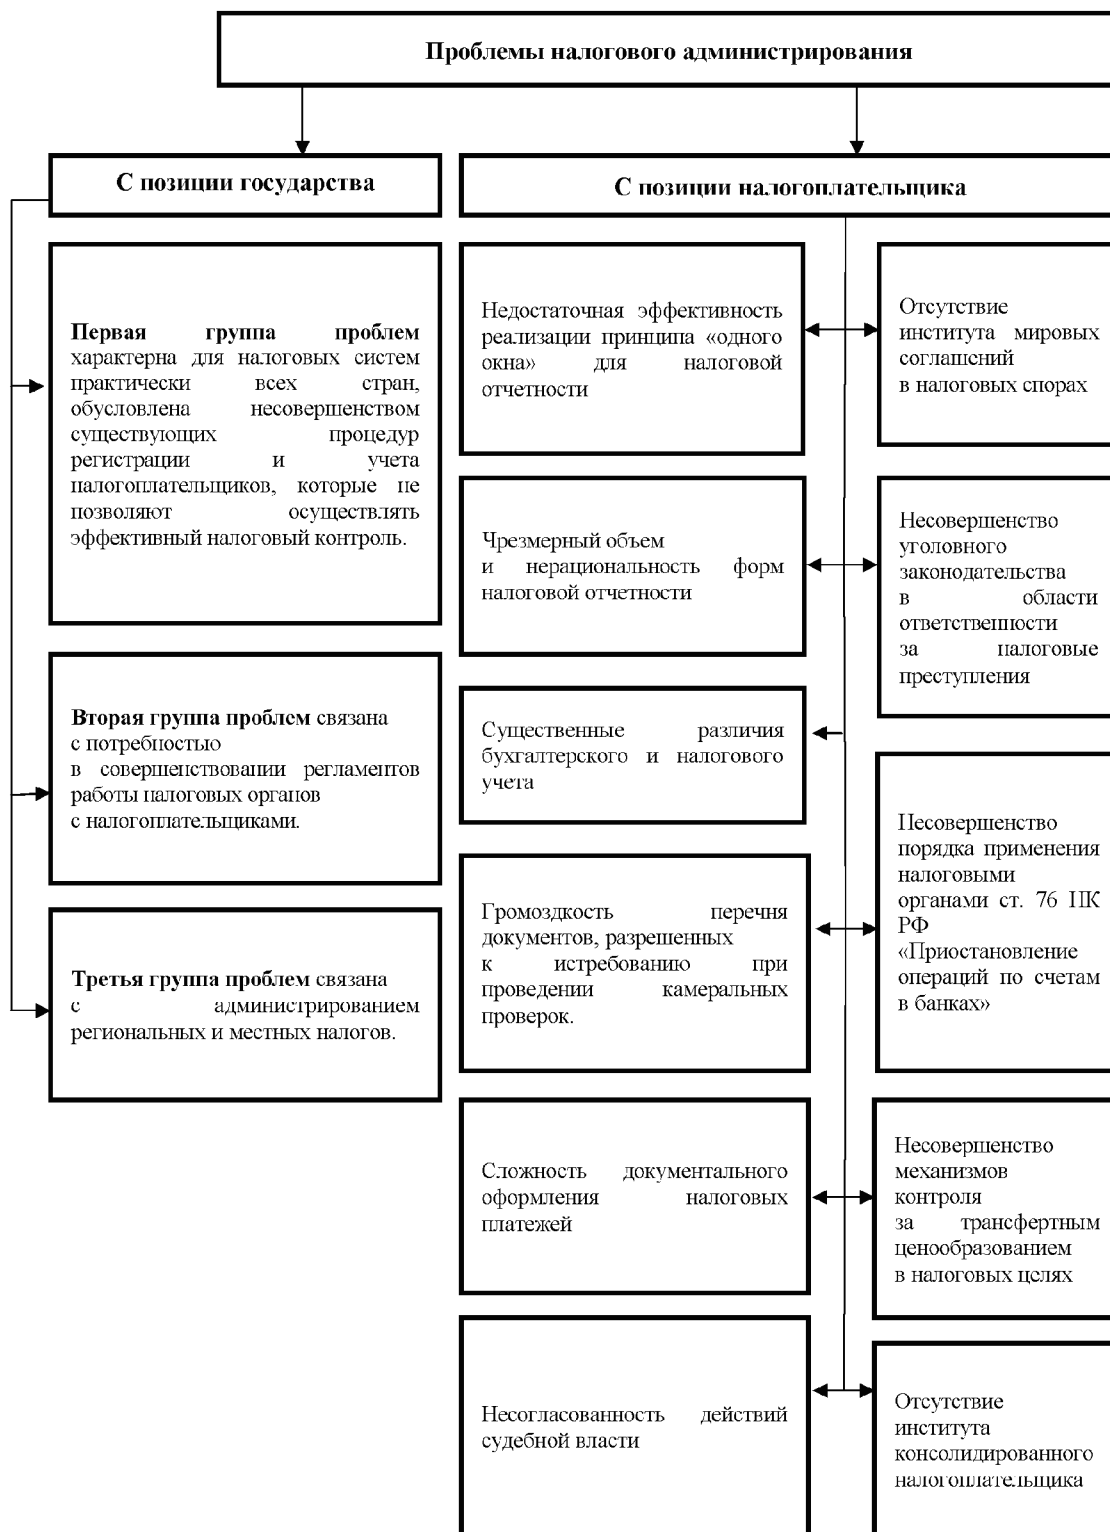 Проблемы налогового администрирования
С позиции государства
С позиции налогоплательщика
Первая группа проблем
характерна для налоговых систем
практически всех стран,
обусловлена несовершенством
существующих процедур
регистрации и учета
налогоплательщиков, которые не
позволяют осуществлять
эффективный налоговый контроль.
Вторая группа проблем связана
с потребностью
в совершенствовании регламентов
работы налоговых органов
с налогоплательщиками.
Третья группа проблем связана
с администрированием
региональных и местных налогов.
Недостаточная эффективность
реализации принципа «одного
окна» для налоговой
отчетности
Чрезмерный объем
и нерациональность форм
налоговой отчетности
Существенные различия
бухгалтерского и налогового
учета
Громоздкость перечня
документов, разрешенных
к истребованию при
проведении камеральных
проверок.
Сложность документального
оформления налоговых
платежей
Несогласованность действий
судебной власти
Отсутствие
института мировых
соглашений
в налоговых спорах
Несовершенство
уголовного
законодательства
в области
ответственности
за налоговые
преступления
Несовершенство
порядка применения
налоговыми
органами ст. 76 НК
РФ
«Приостановление
операций по счетам
в банках»
Несовершенство
механизмов
контроля
за трансфертным
ценообразованием
в налоговых целях
Отсутствие
института
консолидированного
налогоплательщика